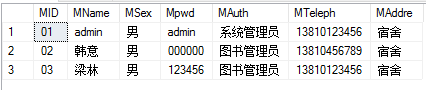 MID MName MSex Mpwd MAuth MTeleph MAddre
1 01 admin 男 admin 系统管理员 13810123456 宿舍
2 02 韩意 男 000000 图书管理员 13810456789 宿舍
3 03 梁林 男 123456 图书管理员 13810123456 宿舍